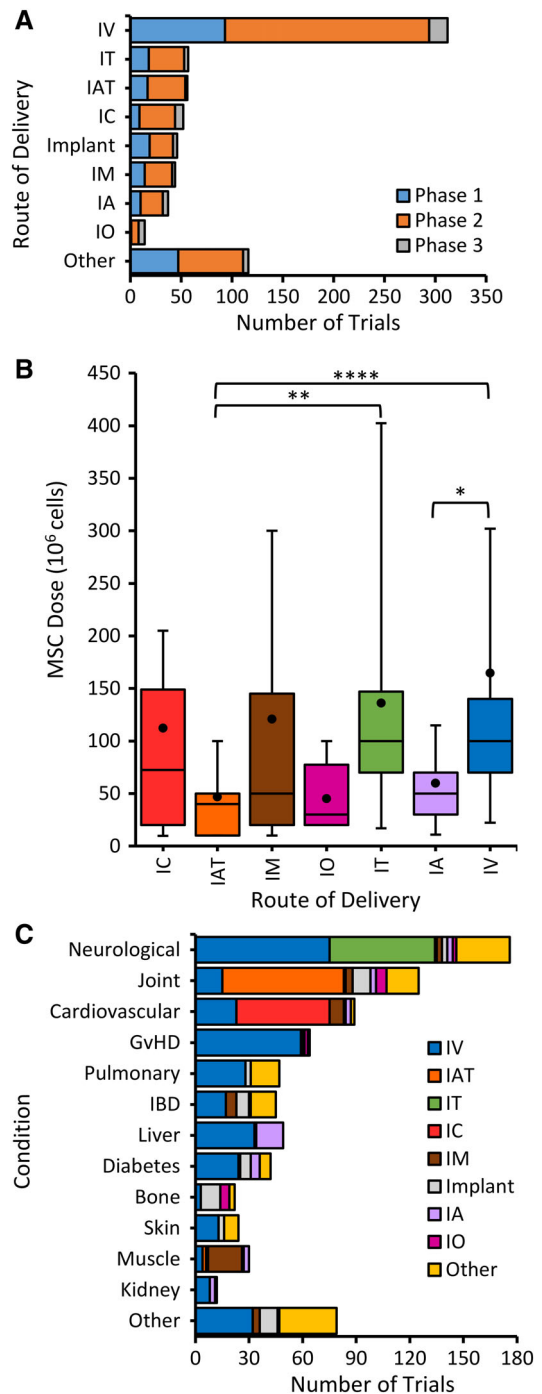 A
Route of Delivery
IV
IT
IAT
IC
Implant
IM
IA
IO
Other
Phase 1
Phase 2
Phase 3
0 50 100 150 200 250 300 350
Number of Trials
B
MSC Dose (10⁶ cells)
450
400
350
300
250
200
150
100
50
0
****
**
*
IC IAT IM IO IT IA IV
Route of Delivery
C
Condition
Neurological
Joint
Cardiovascular
GvHD
Pulmonary
IBD
Liver
Diabetes
Bone
Skin
Muscle
Kidney
Other
IV
IAT
IT
IC
IM
Implant
IA
IO
Other
0 30 60 90 120 150 180
Number of Trials